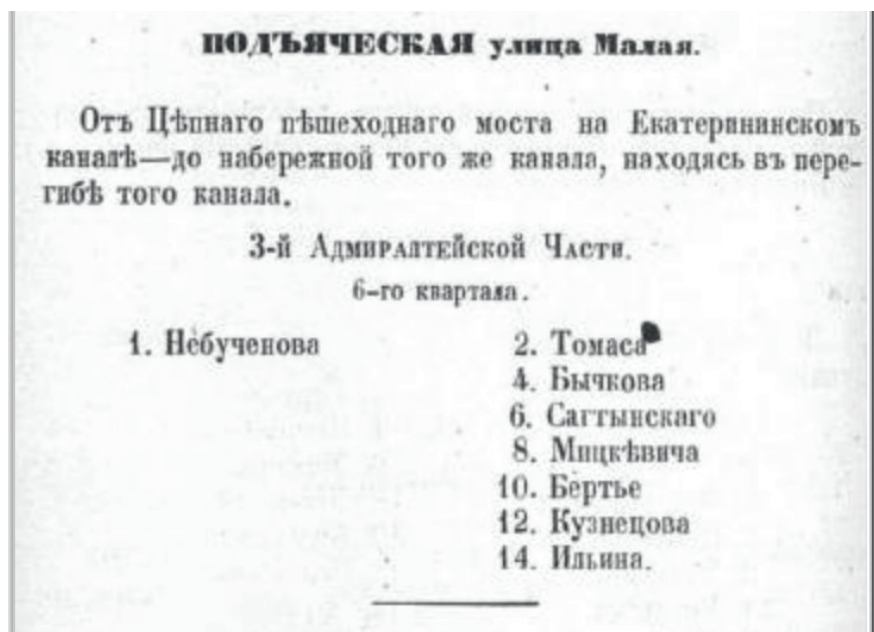 ПОДЪЯЧЕСКАЯ улица Малая.
Отъ Цѣпнаго пѣшеходнаго моста на Екатерининскомъ
каналѣ—до набережной того же канала, находясь въ пере-
гибѣ того канала.
3-й Адмиралтейской Части.
6-го квартала.
1. Небученова
2. Томаса
4. Бычкова
6. Сагтынскаго
8. Мицкѣвича
10. Бертье
12. Кузнецова
14. Ильина.